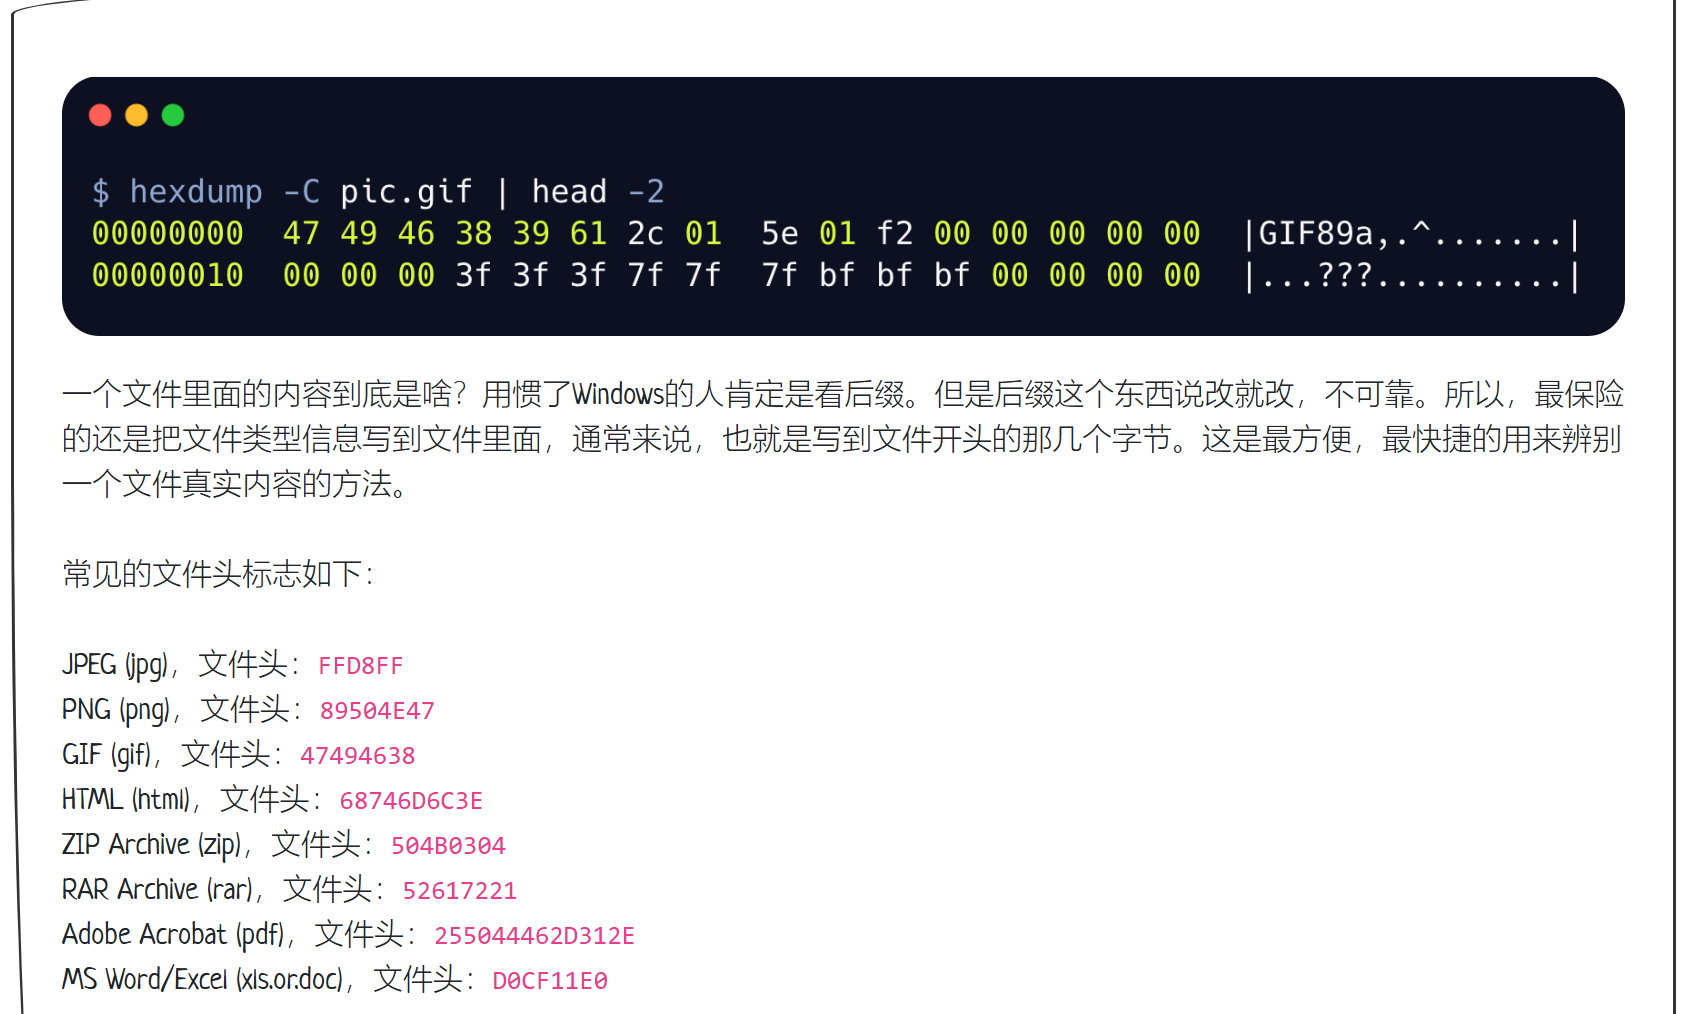 $ hexdump -C pic.gif | head -2
00000000  47 49 46 38 39 61 2c 01  5e 01 f2 00 00 00 00 00  |GIF89a,.^.......|
00000010  00 00 00 3f 3f 3f 7f 7f  7f bf bf bf 00 00 00 00  |...???..........|
一个文件里面的内容到底是啥？用惯了Windows的人肯定是看后缀。但是后缀这个东西说改就改，不可靠。所以，最保险
的还是把文件类型信息写到文件里面，通常来说，也就是写到文件开头的那几个字节。这是最方便，最快捷的用来辨别
一个文件真实内容的方法。
常见的文件头标志如下：
JPEG (jpg)，文件头：FFD8FF
PNG (png)，文件头：89504E47
GIF (gif)，文件头：47494638
HTML (html)，文件头：68746D6C3E
ZIP Archive (zip)，文件头：504B0304
RAR Archive (rar)，文件头：52617221
Adobe Acrobat (pdf)，文件头：255044462D312E
MS Word/Excel (xls.or.doc)，文件头：D0CF11E0